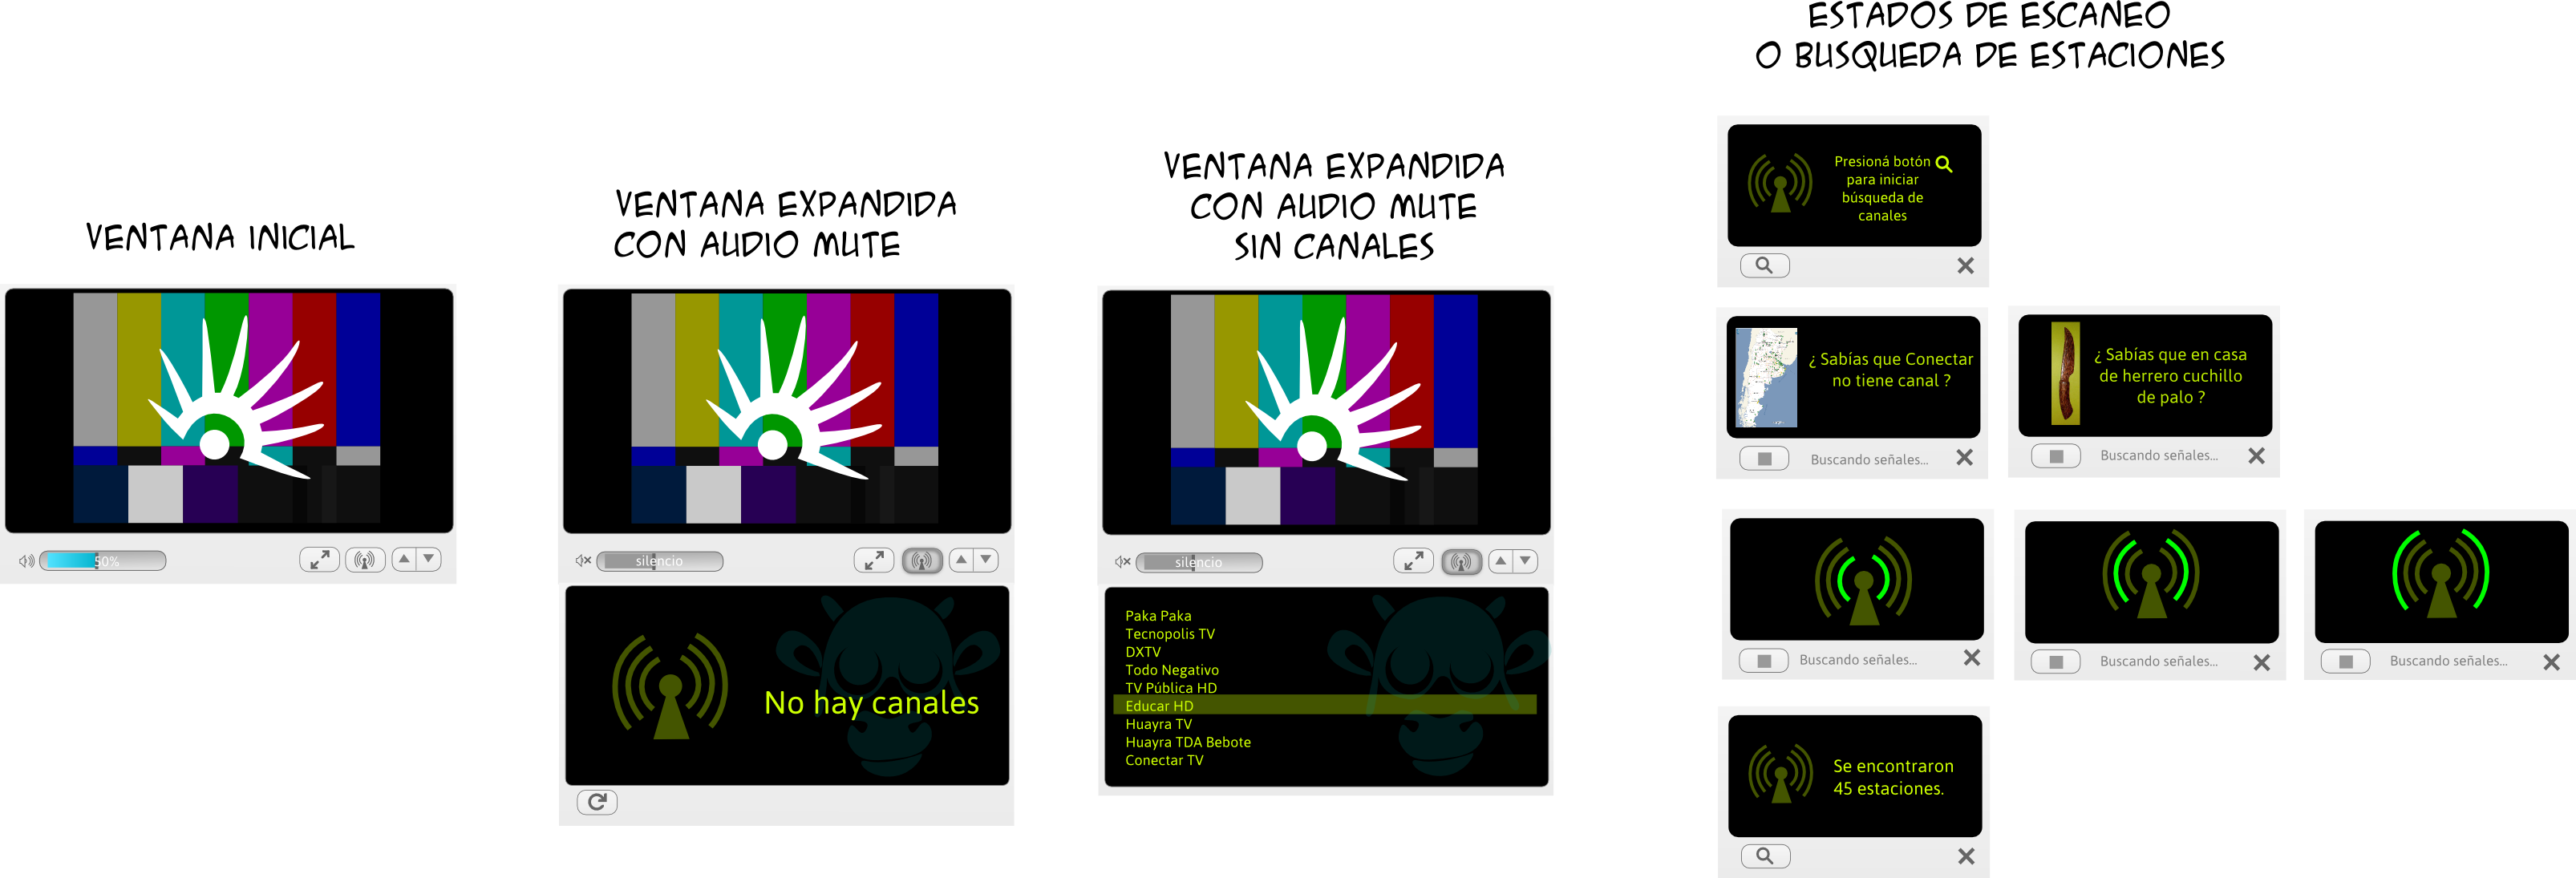 ESTADOS DE ESCANEO
O BUSQUEDA DE ESTACIONES
VENTANA INICIAL
50%
VENTANA EXPANDIDA
CON AUDIO MUTE
silencio
No hay canales
VENTANA EXPANDIDA
CON AUDIO MUTE
SIN CANALES
silencio
Paka Paka
Tecnopolis TV
DXTV
Todo Negativo
TV Pública HD
Educar HD
Huayra TV
Huayra TDA Bebote
Conectar TV
Presioná botón
para iniciar
búsqueda de
canales
¿ Sabías que Conectar
no tiene canal ?
Buscando señales...
¿ Sabías que en casa
de herrero cuchillo
de palo ?
Buscando señales...
Buscando señales...
Buscando señales...
Buscando señales...
Se encontraron
45 estaciones.